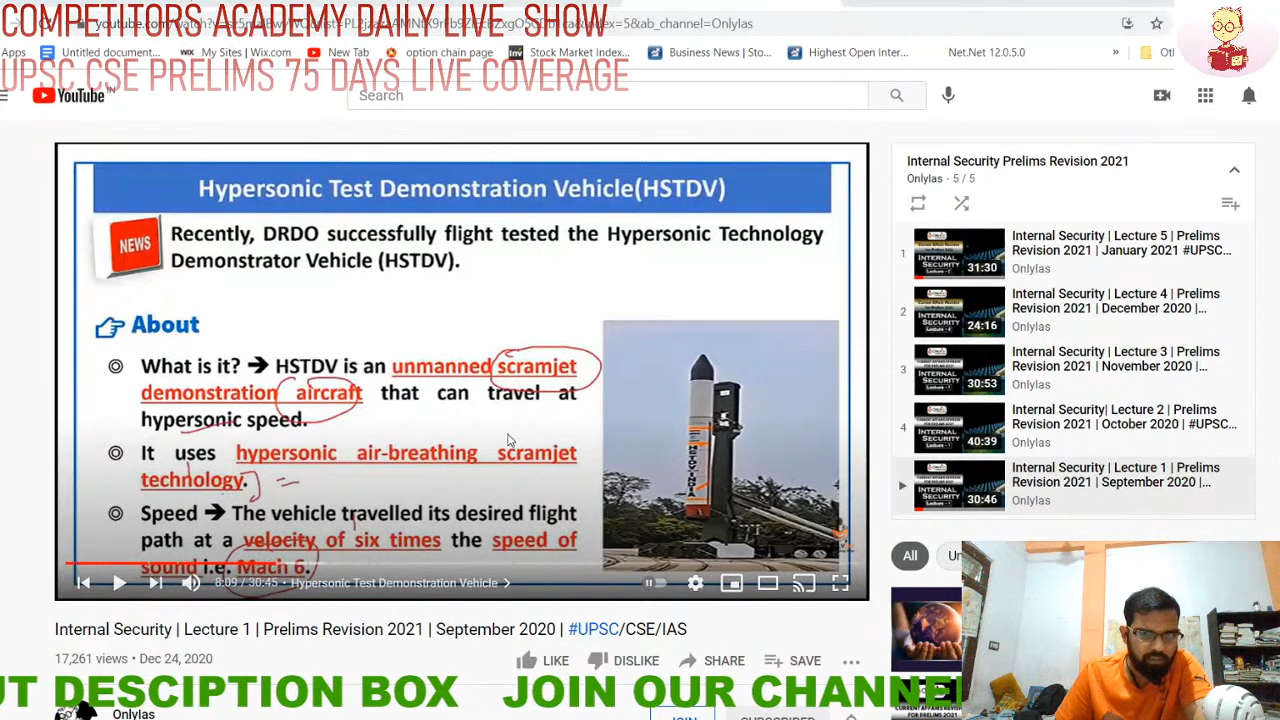 COMPETITORS ACADEMY DAILY LIVE-SHOW
UPSC CSE PRELIMS 75 DAYS LIVE COVERAGE
Apps
Untitled document...
My Sites | Wix.com
New Tab
option chain page
Stock Market Index...
Business News | Sto...
Highest Open Inter...
Net.Net 12.0.5.0
»
YouTube
IN
Search
Hypersonic Test Demonstration Vehicle(HSTDV)
NEWS
Recently, DRDO successfully flight tested the Hypersonic Technology
Demonstrator Vehicle (HSTDV).
About
What is it? → HSTDV is an unmanned scramjet
demonstration aircraft that can travel at
hypersonic speed.
It uses hypersonic air-breathing scramjet
technology.
Speed → The vehicle travelled its desired flight
path at a velocity of six times the speed of
sound i.e. Mach 6.
8:09 / 30:45 • Hypersonic Test Demonstration Vehicle >
Internal Security | Lecture 1 | Prelims Revision 2021 | September 2020 | #UPSC/CSE/IAS
17,261 views • Dec 24, 2020
LIKE
DISLIKE
SHARE
SAVE
Onlyias
JOIN
SUBSCRIBED
Internal Security Prelims Revision 2021
Onlyias - 5 / 5
1
31:30
Internal Security | Lecture 5 | Prelims
Revision 2021 | January 2021 #UPSC...
Onlyias
2
24:16
Internal Security | Lecture 4 | Prelims
Revision 2021 | December 2020 |...
Onlyias
3
30:53
Internal Security | Lecture 3 | Prelims
Revision 2021 | November 2020 |...
Onlyias
4
40:39
Internal Security| Lecture 2 | Prelims
Revision 2021 | October 2020 | #UPSC...
Onlyias
30:46
Internal Security | Lecture 1 | Prelims
Revision 2021 | September 2020 |...
Onlyias
All
UT DESCIPTION BOX JOIN OUR CHANNE